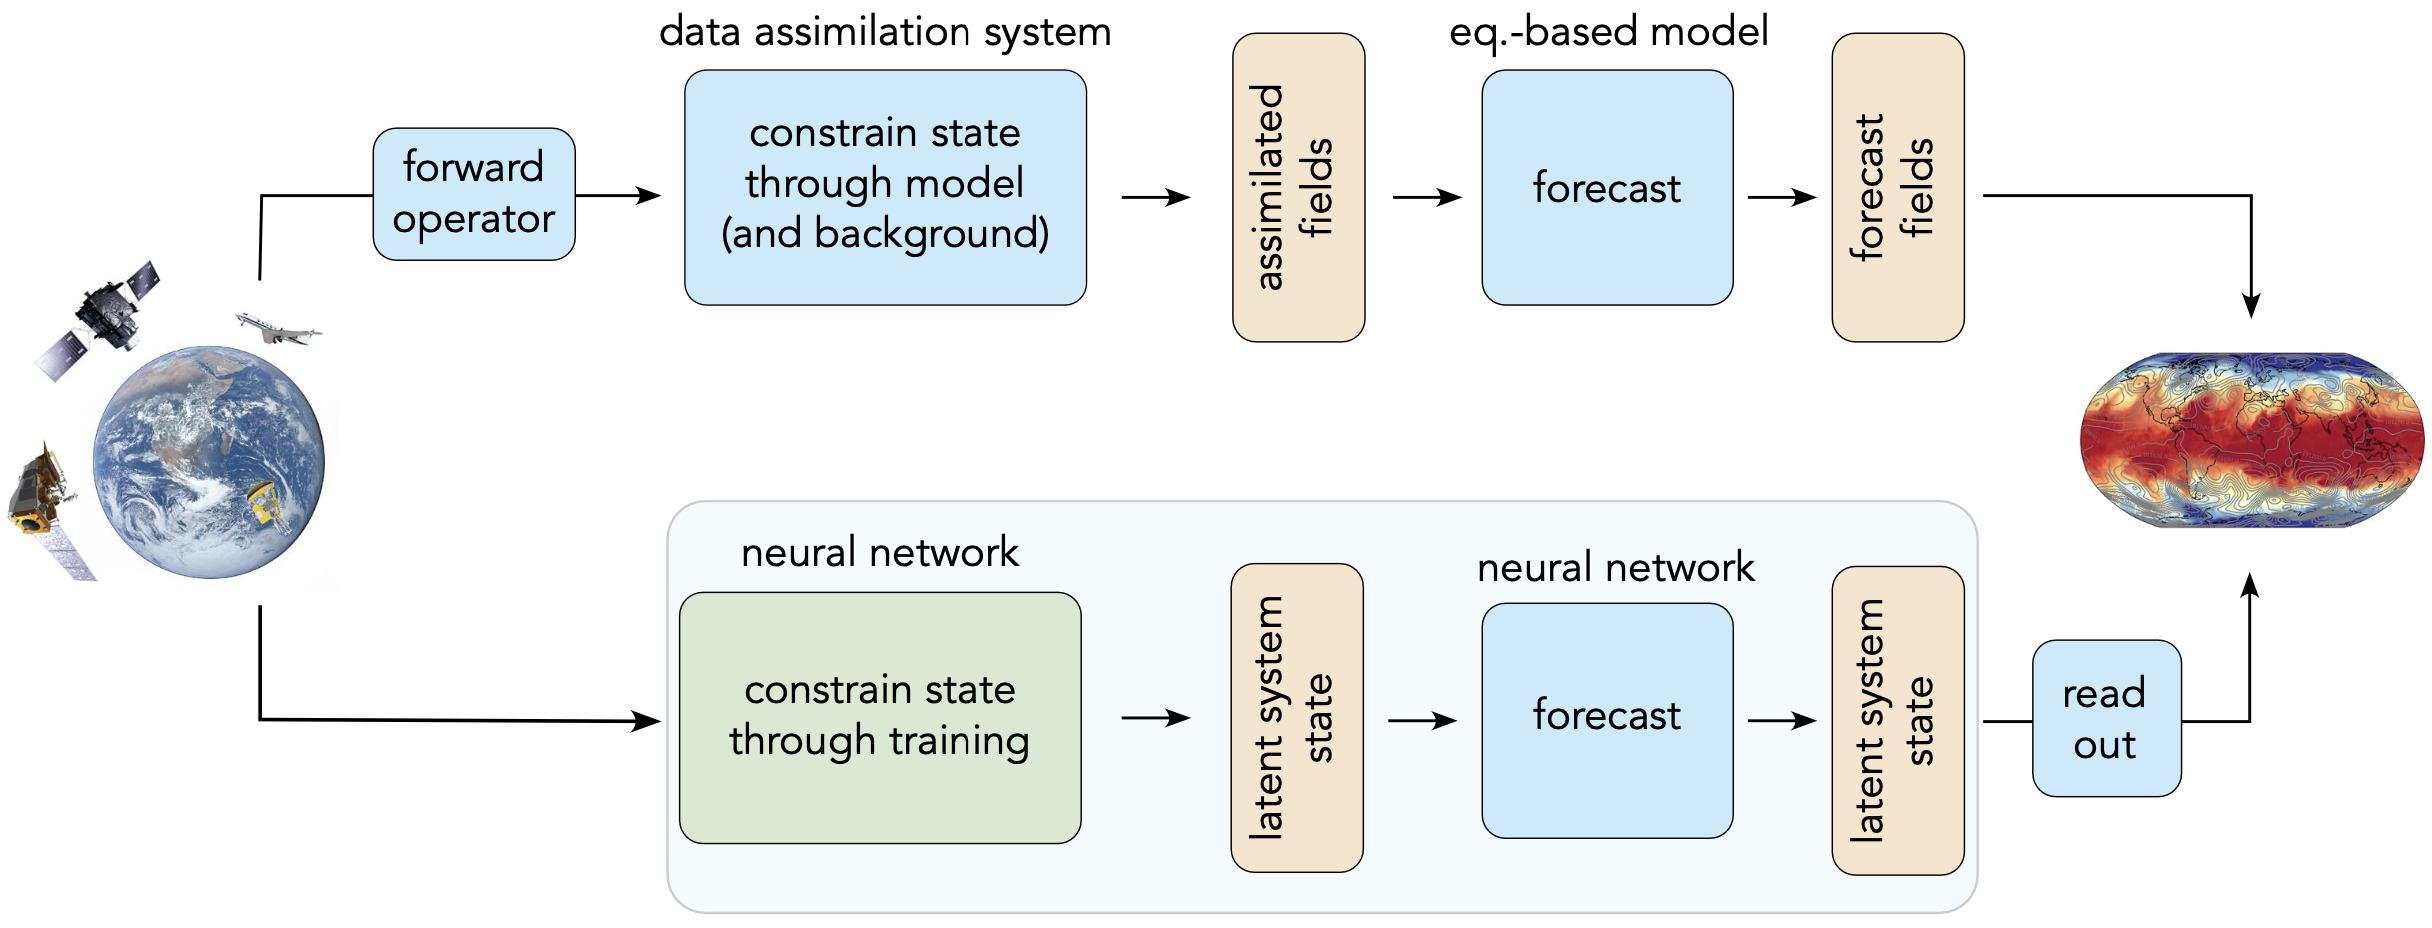 data assimilation system
eq.-based model
forward
operator
constrain state
through model
(and background)
assimilated
fields
forecast
forecast
fields
neural network
constrain state
through training
latent system
state
neural network
forecast
latent system
state
read
out